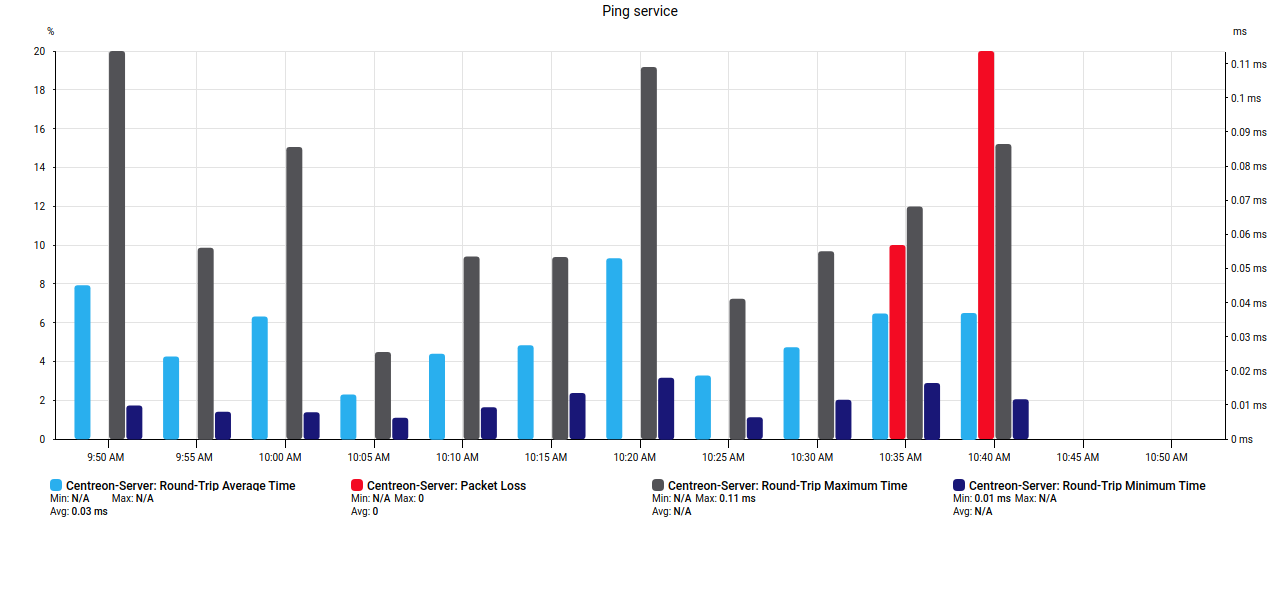 Ping service
% ms
20
18
16
14
12
10
8
6
4
2
0
0.11 ms
0.1 ms
0.09 ms
0.08 ms
0.07 ms
0.06 ms
0.05 ms
0.04 ms
0.03 ms
0.02 ms
0.01 ms
0 ms
9:50 AM 9:55 AM 10:00 AM 10:05 AM 10:10 AM 10:15 AM 10:20 AM 10:25 AM 10:30 AM 10:35 AM 10:40 AM 10:45 AM 10:50 AM
Centreon-Server: Round-Trip Average Time
Min: N/A Max: N/A
Avg: 0.03 ms
Centreon-Server: Packet Loss
Min: N/A Max: 0
Avg: 0
Centreon-Server: Round-Trip Maximum Time
Min: N/A Max: 0.11 ms
Avg: N/A
Centreon-Server: Round-Trip Minimum Time
Min: 0.01 ms Max: N/A
Avg: N/A